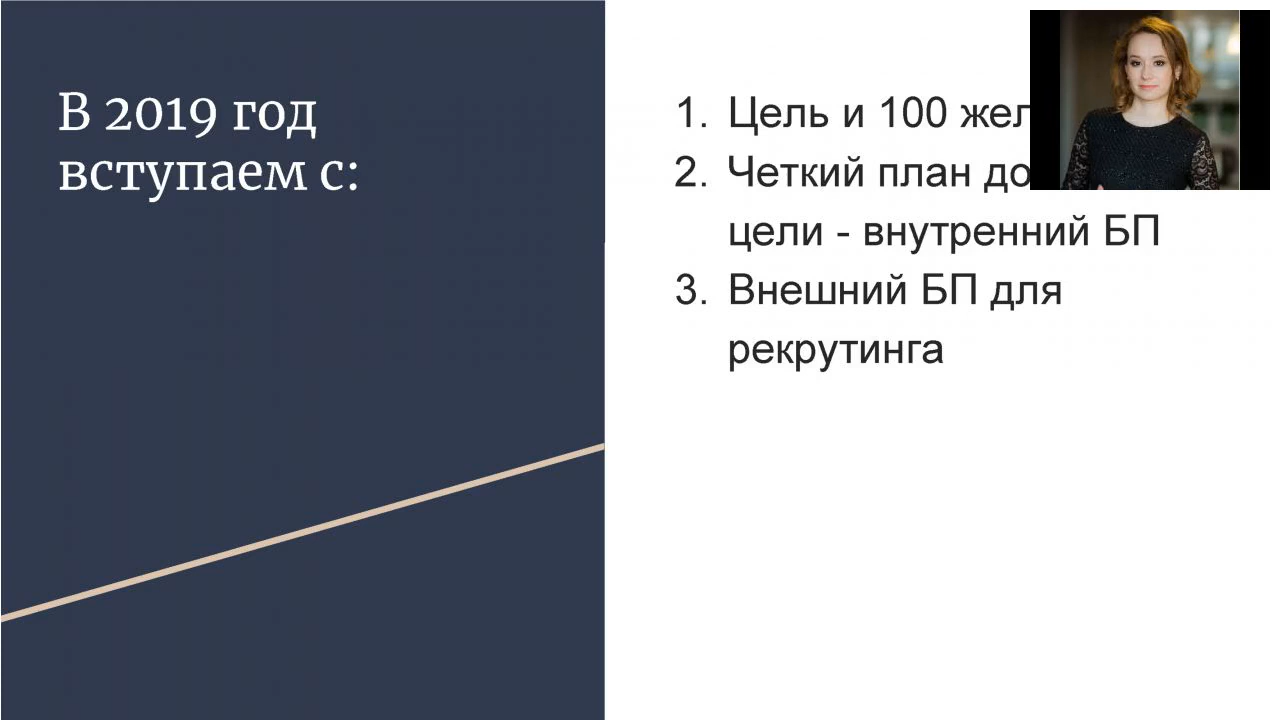 В 2019 год
вступаем с:
1. Цель и 100
2. Четкий план
цели - внутренний БП
3. Внешний БП для
рекрутинга